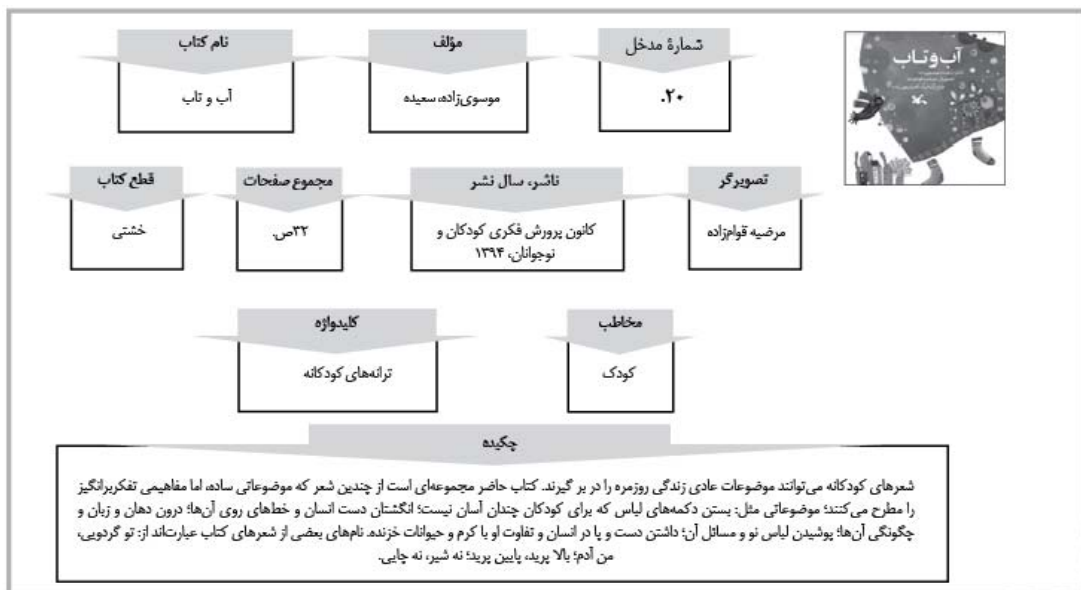 شمارهٔ مدخل
۲۰.
مؤلف
موسوی‌زاده، سعیده
نام کتاب
آب و تاب
آب و تاب
تصویرگر
مرضیه قوام‌زاده
ناشر، سال نشر
کانون پرورش فکری کودکان و
نوجوانان، ۱۳۹۴
مجموع صفحات
۳۲ص.
قطع کتاب
خشتی
مخاطب
کودک
کلیدواژه
ترانه‌های کودکانه
چکیده
شعرهای کودکانه می‌توانند موضوعات عادی زندگی روزمره را در بر گیرند. کتاب حاضر مجموعه‌ای است از چندین شعر که موضوعاتی ساده، اما مفاهیمی تفکربرانگیز
را مطرح می‌کنند؛ موضوعاتی مثل: بستن دکمه‌های لباس که برای کودکان چندان آسان نیست؛ انگشتان دست انسان و خط‌های روی آن‌ها؛ درون دهان و زبان و
چگونگی آن‌ها؛ پوشیدن لباس نو و مسائل آن؛ داشتن دست و پا در انسان و تفاوت او با کرم و حیوانات خزنده. نام‌های بعضی از شعرهای کتاب عبارت‌اند از: تو گردویی،
من آدم؛ بالا پرید، پایین پرید؛ نه شیر، نه چایی.